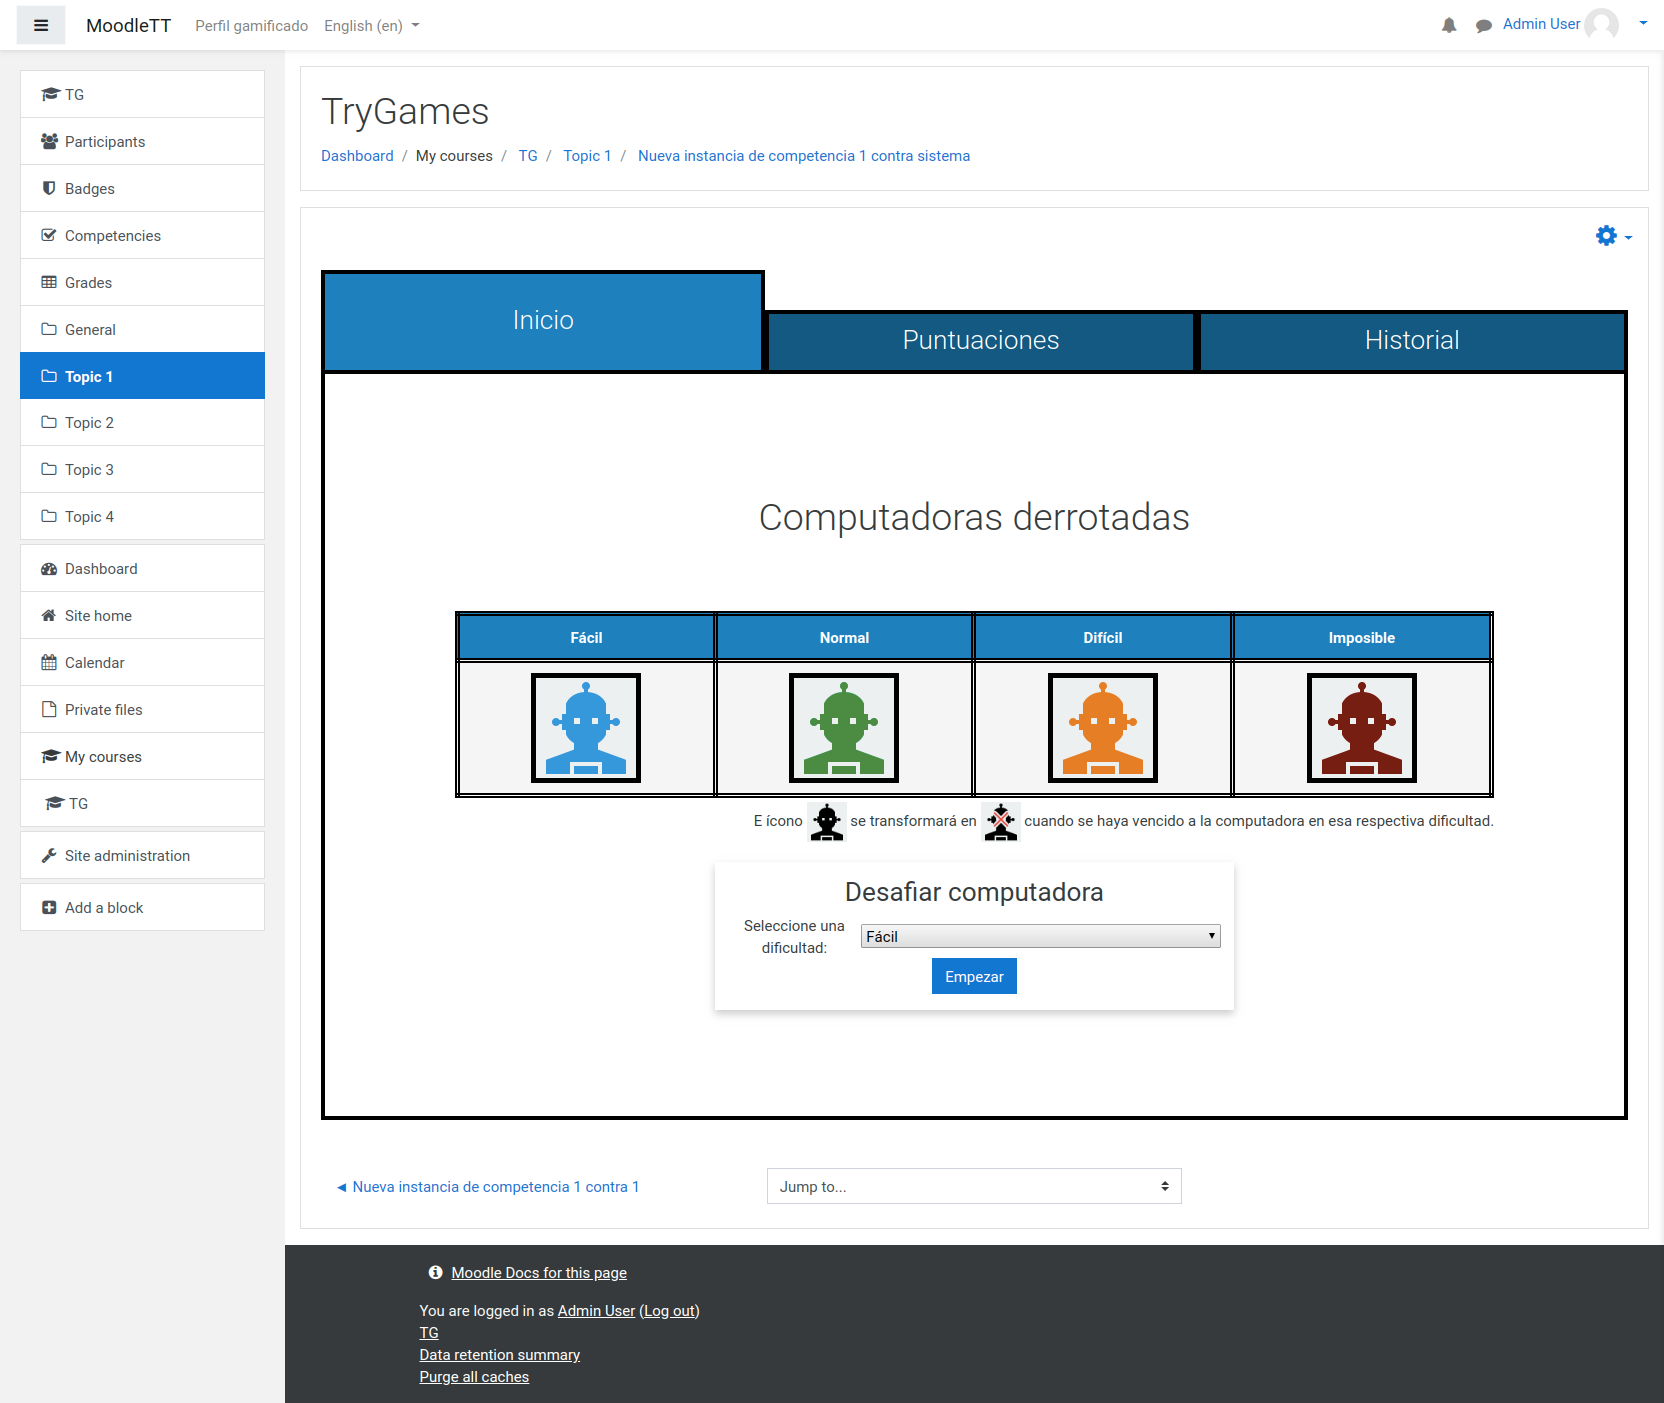 MoodleTT Perfil gamificado English (en) Admin User
TG
Participants
Badges
Competencies
Grades
General
Topic 1
Topic 2
Topic 3
Topic 4
Dashboard
Site home
Calendar
Private files
My courses
TG
Site administration
Add a block
TryGames
Dashboard / My courses / TG / Topic 1 / Nueva instancia de competencia 1 contra sistema
Inicio
Puntuaciones
Historial
Computadoras derrotadas
Fácil Normal Difícil Imposible
E ícono se transformará en cuando se haya vencido a la computadora en esa respectiva dificultad.
Desafiar computadora
Seleccione una
dificultad:
Fácil
Empezar
◄ Nueva instancia de competencia 1 contra 1
Jump to...
Moodle Docs for this page
You are logged in as Admin User (Log out)
TG
Data retention summary
Purge all caches